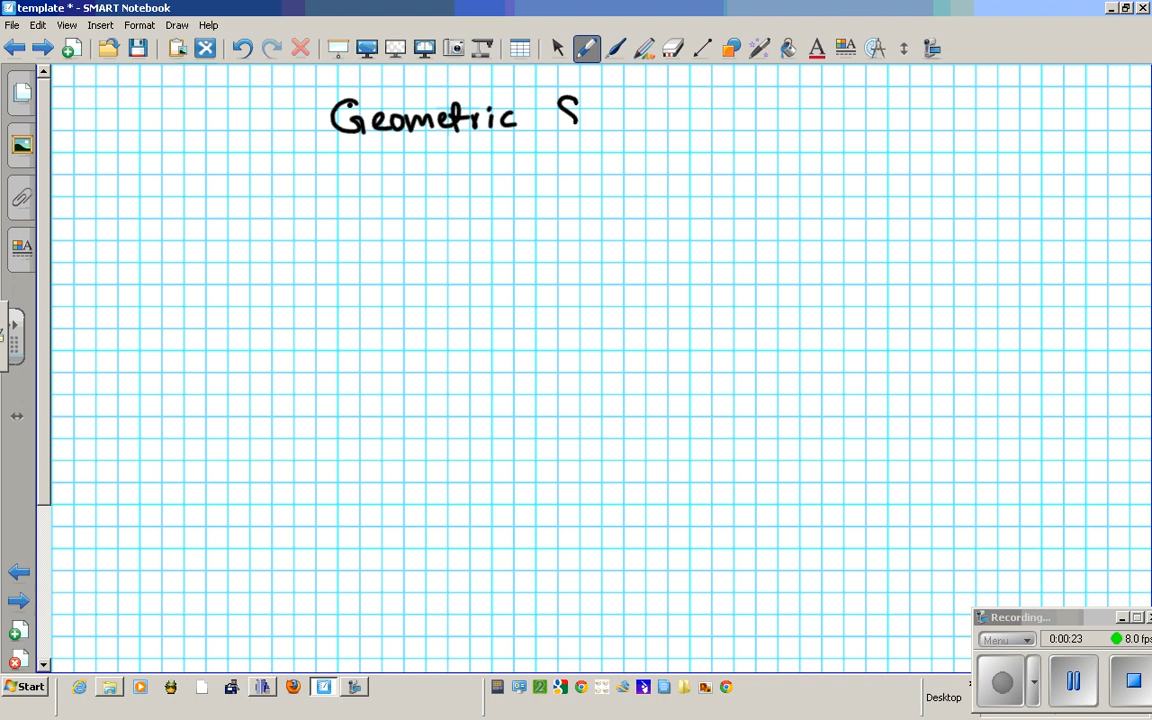 template * - SMART Notebook
File Edit View Insert Format Draw Help
Geometric S
Recording...
Menu 0:00:23 8.0 fps
Start Desktop